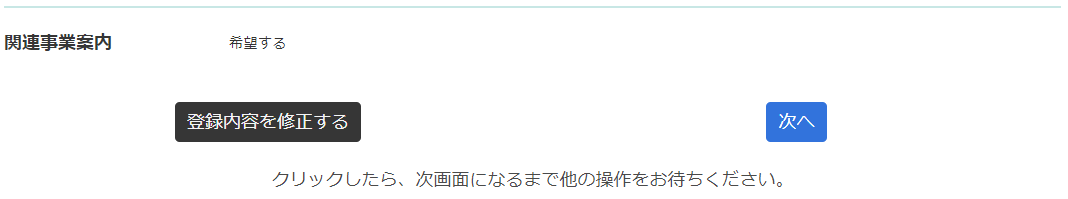 関連事業案内 希望する
登録内容を修正する 次へ
クリックしたら、次画面になるまで他の操作をお待ちください。